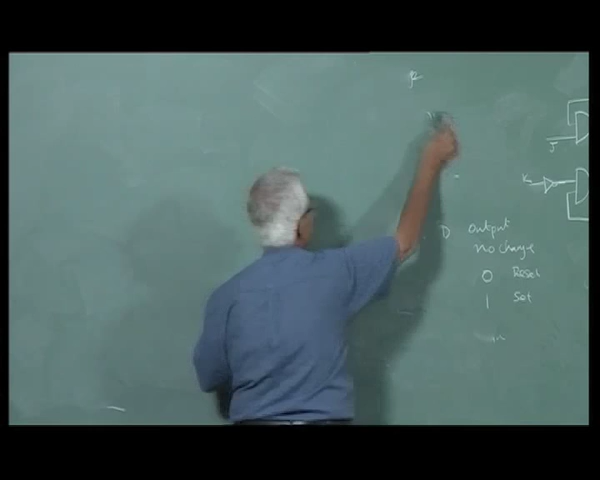 J
K
D Output
No Change
0 Reset
1 Set